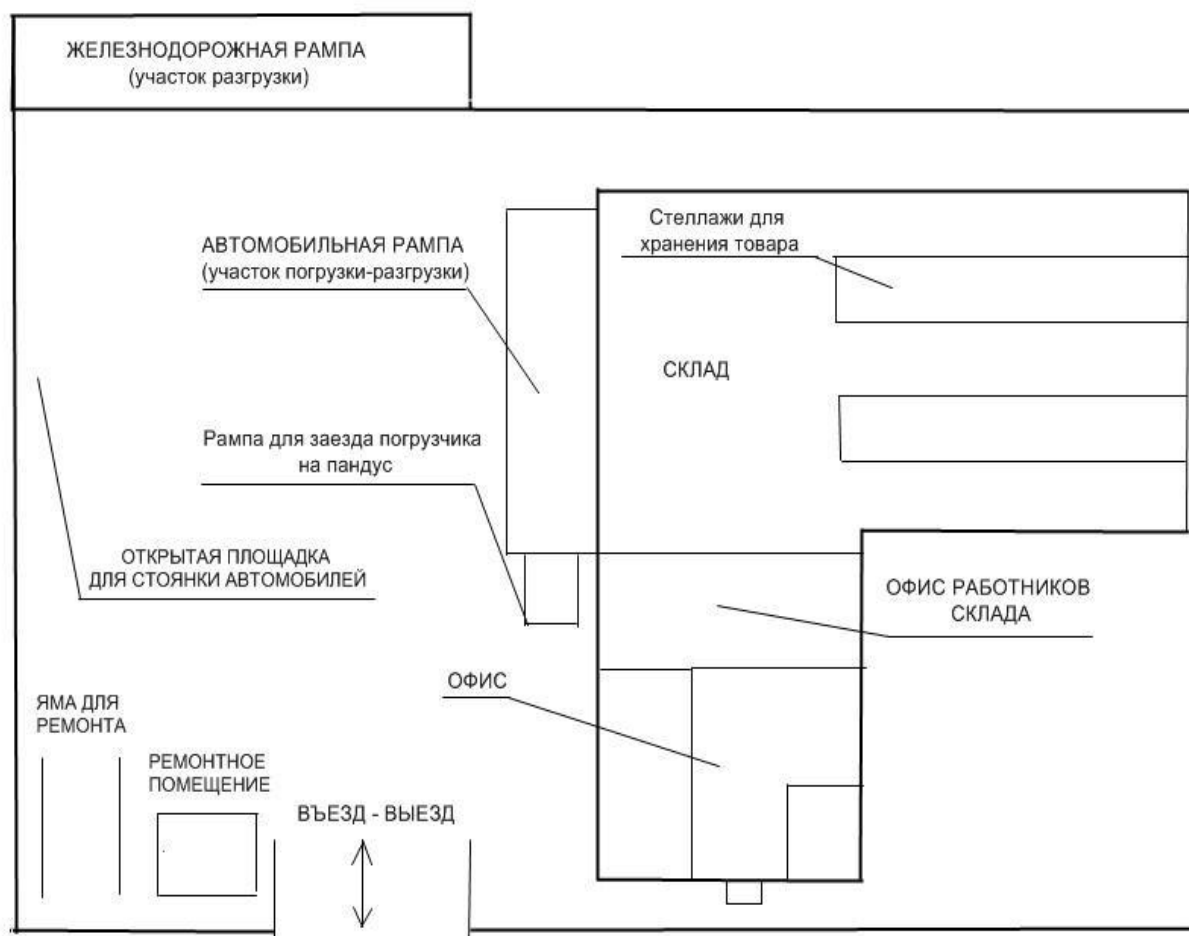 ЖЕЛЕЗНОДОРОЖНАЯ РАМПА
(участок разгрузки)
Стеллажи для
хранения товара
АВТОМОБИЛЬНАЯ РАМПА
(участок погрузки-разгрузки)
СКЛАД
Рампа для заезда погрузчика
на пандус
ОТКРЫТАЯ ПЛОЩАДКА
ДЛЯ СТОЯНКИ АВТОМОБИЛЕЙ
ОФИС РАБОТНИКОВ
СКЛАДА
ОФИС
ЯМА ДЛЯ
РЕМОНТА
РЕМОНТНОЕ
ПОМЕЩЕНИЕ
ВЪЕЗД - ВЫЕЗД